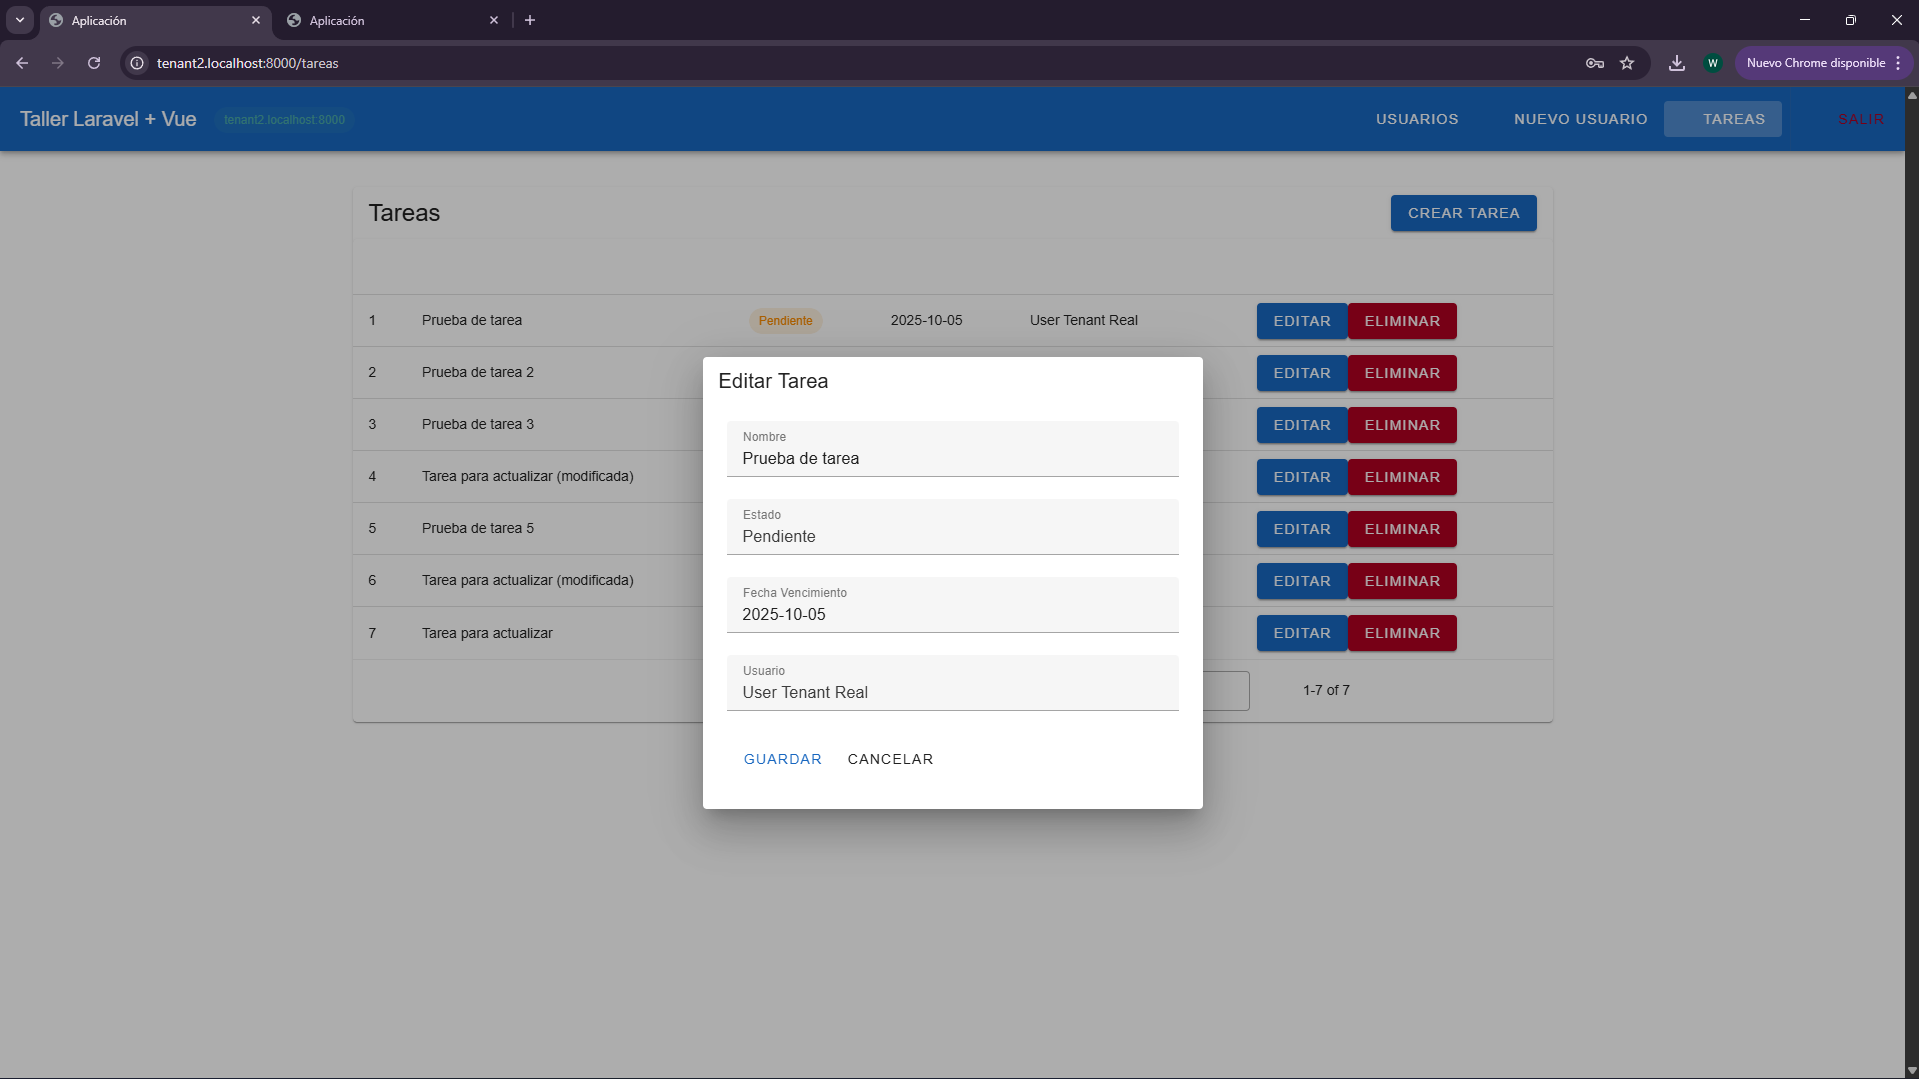 Aplicación
Aplicación
tenant2.localhost:8000/tareas
W
Nuevo Chrome disponible
Taller Laravel + Vue
tenant2.localhost:8000
USUARIOS
NUEVO USUARIO
TAREAS
SALIR
Tareas
CREAR TAREA
1 Prueba de tarea Pendiente 2025-10-05 User Tenant Real EDITAR ELIMINAR
2 Prueba de tarea 2 EDITAR ELIMINAR
3 Prueba de tarea 3 EDITAR ELIMINAR
4 Tarea para actualizar (modificada) EDITAR ELIMINAR
5 Prueba de tarea 5 EDITAR ELIMINAR
6 Tarea para actualizar (modificada) EDITAR ELIMINAR
7 Tarea para actualizar EDITAR ELIMINAR
1-7 of 7
Editar Tarea
Nombre
Prueba de tarea
Estado
Pendiente
Fecha Vencimiento
2025-10-05
Usuario
User Tenant Real
GUARDAR CANCELAR